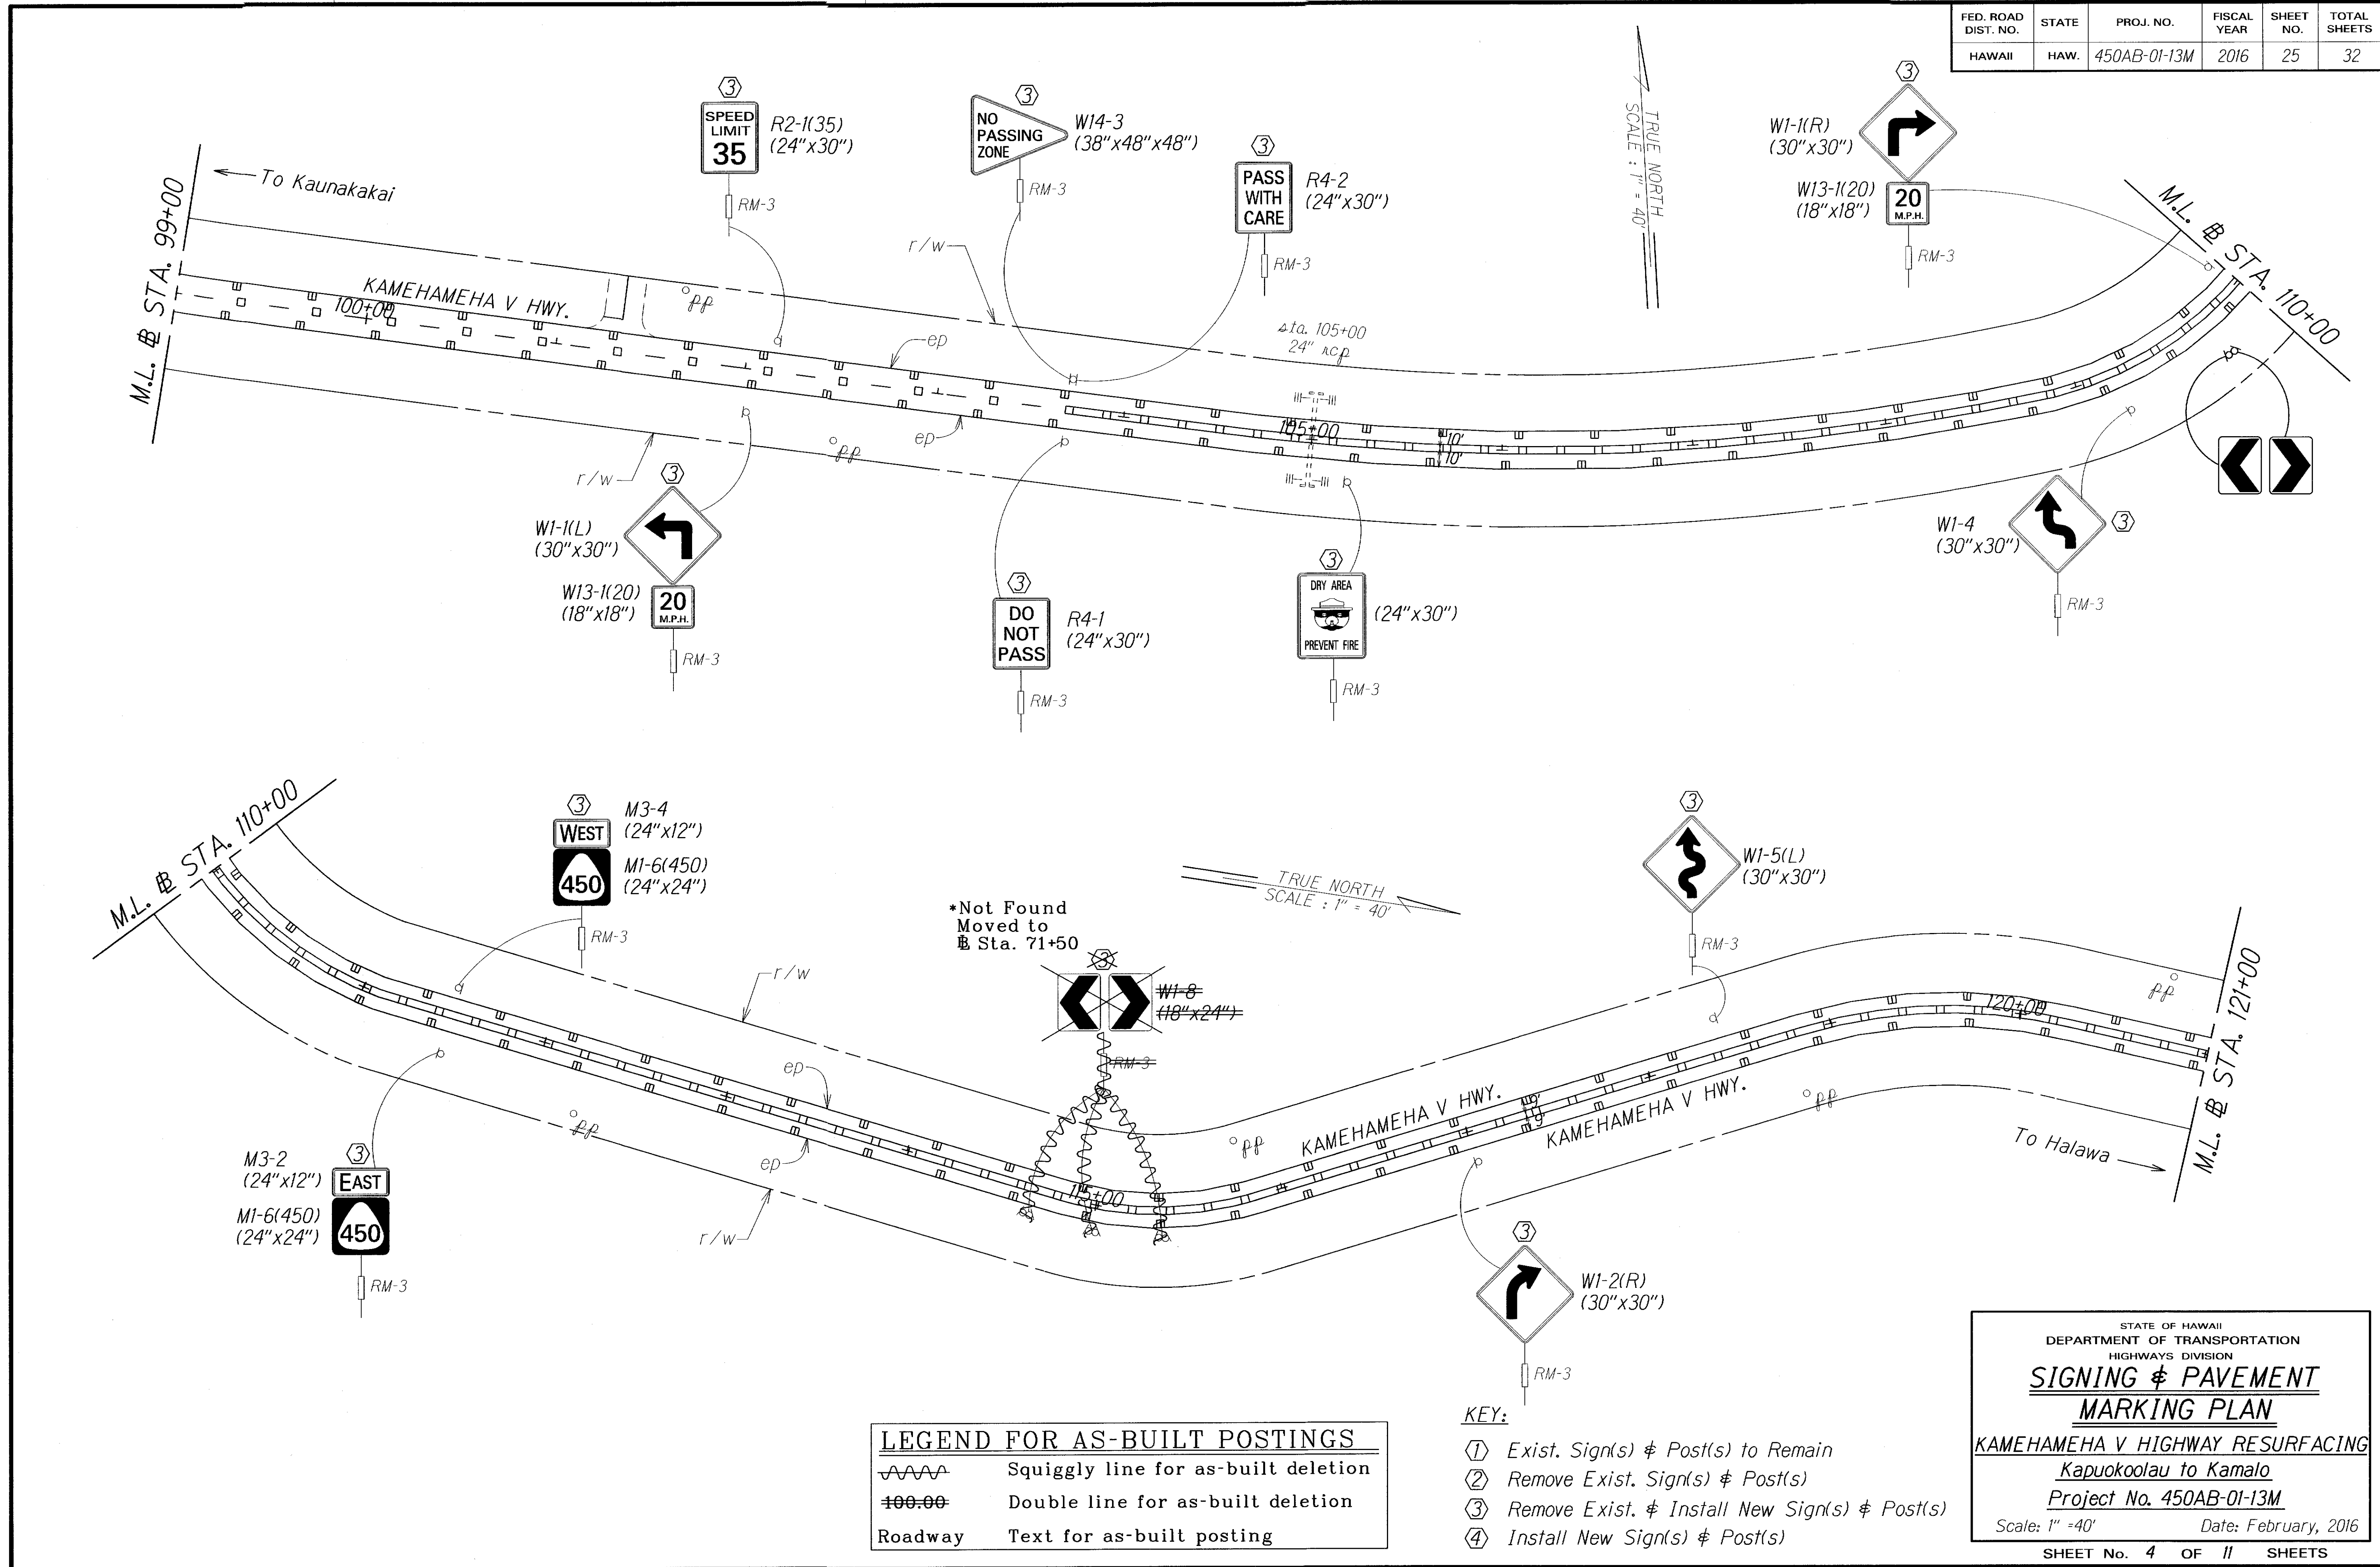 FED. ROAD DIST. NO. STATE PROJ. NO. FISCAL YEAR SHEET NO. TOTAL SHEETS
HAWAII HAW. 450AB-01-13M 2016 25 32
3
SPEED
LIMIT
35
R2-1(35)
(24"x30")
RM-3
3
NO
PASSING
ZONE
W14-3
(38"x48"x48")
RM-3
3
PASS
WITH
CARE
R4-2
(24"x30")
RM-3
TRUE NORTH
SCALE : 1" = 40'
3
W1-1(R)
(30"x30")
W13-1(20)
(18"x18")
20
M.P.H.
RM-3
M.L. B STA. 99+00
To Kaunakakai
KAMEHAMEHA V HWY.
100+00
pp
r/w
ep
sta. 105+00
24" rcp
105+00
10'
10'
M.L. B STA. 110+00
r/w
pp
ep
3
W1-1(L)
(30"x30")
W13-1(20)
(18"x18")
20
M.P.H.
RM-3
3
DO
NOT
PASS
R4-1
(24"x30")
RM-3
3
DRY AREA
PREVENT FIRE
(24"x30")
RM-3
W1-4
(30"x30")
3
RM-3
M.L. B STA. 110+00
3
WEST
450
M3-4
(24"x12")
M1-6(450)
(24"x24")
RM-3
r/w
ep
*Not Found
Moved to
B Sta. 71+50
3
W1-8
(18"x24")
RM-3
TRUE NORTH
SCALE : 1" = 40'
3
W1-5(L)
(30"x30")
RM-3
pp
120+00
M.L. B STA. 121+00
pp
ep
r/w
115+00
pp
KAMEHAMEHA V HWY.
9'
9'
KAMEHAMEHA V HWY.
pp
To Halawa
3
M3-2
(24"x12")
M1-6(450)
(24"x24")
EAST
450
RM-3
3
W1-2(R)
(30"x30")
RM-3
LEGEND FOR AS-BUILT POSTINGS
Squiggly line for as-built deletion
100.00 Double line for as-built deletion
Roadway Text for as-built posting
KEY:
1 Exist. Sign(s) & Post(s) to Remain
2 Remove Exist. Sign(s) & Post(s)
3 Remove Exist. & Install New Sign(s) & Post(s)
4 Install New Sign(s) & Post(s)
STATE OF HAWAII
DEPARTMENT OF TRANSPORTATION
HIGHWAYS DIVISION
SIGNING & PAVEMENT
MARKING PLAN
KAMEHAMEHA V HIGHWAY RESURFACING
Kapuokoolau to Kamalo
Project No. 450AB-01-13M
Scale: 1" =40' Date: February, 2016
SHEET No. 4 OF 11 SHEETS